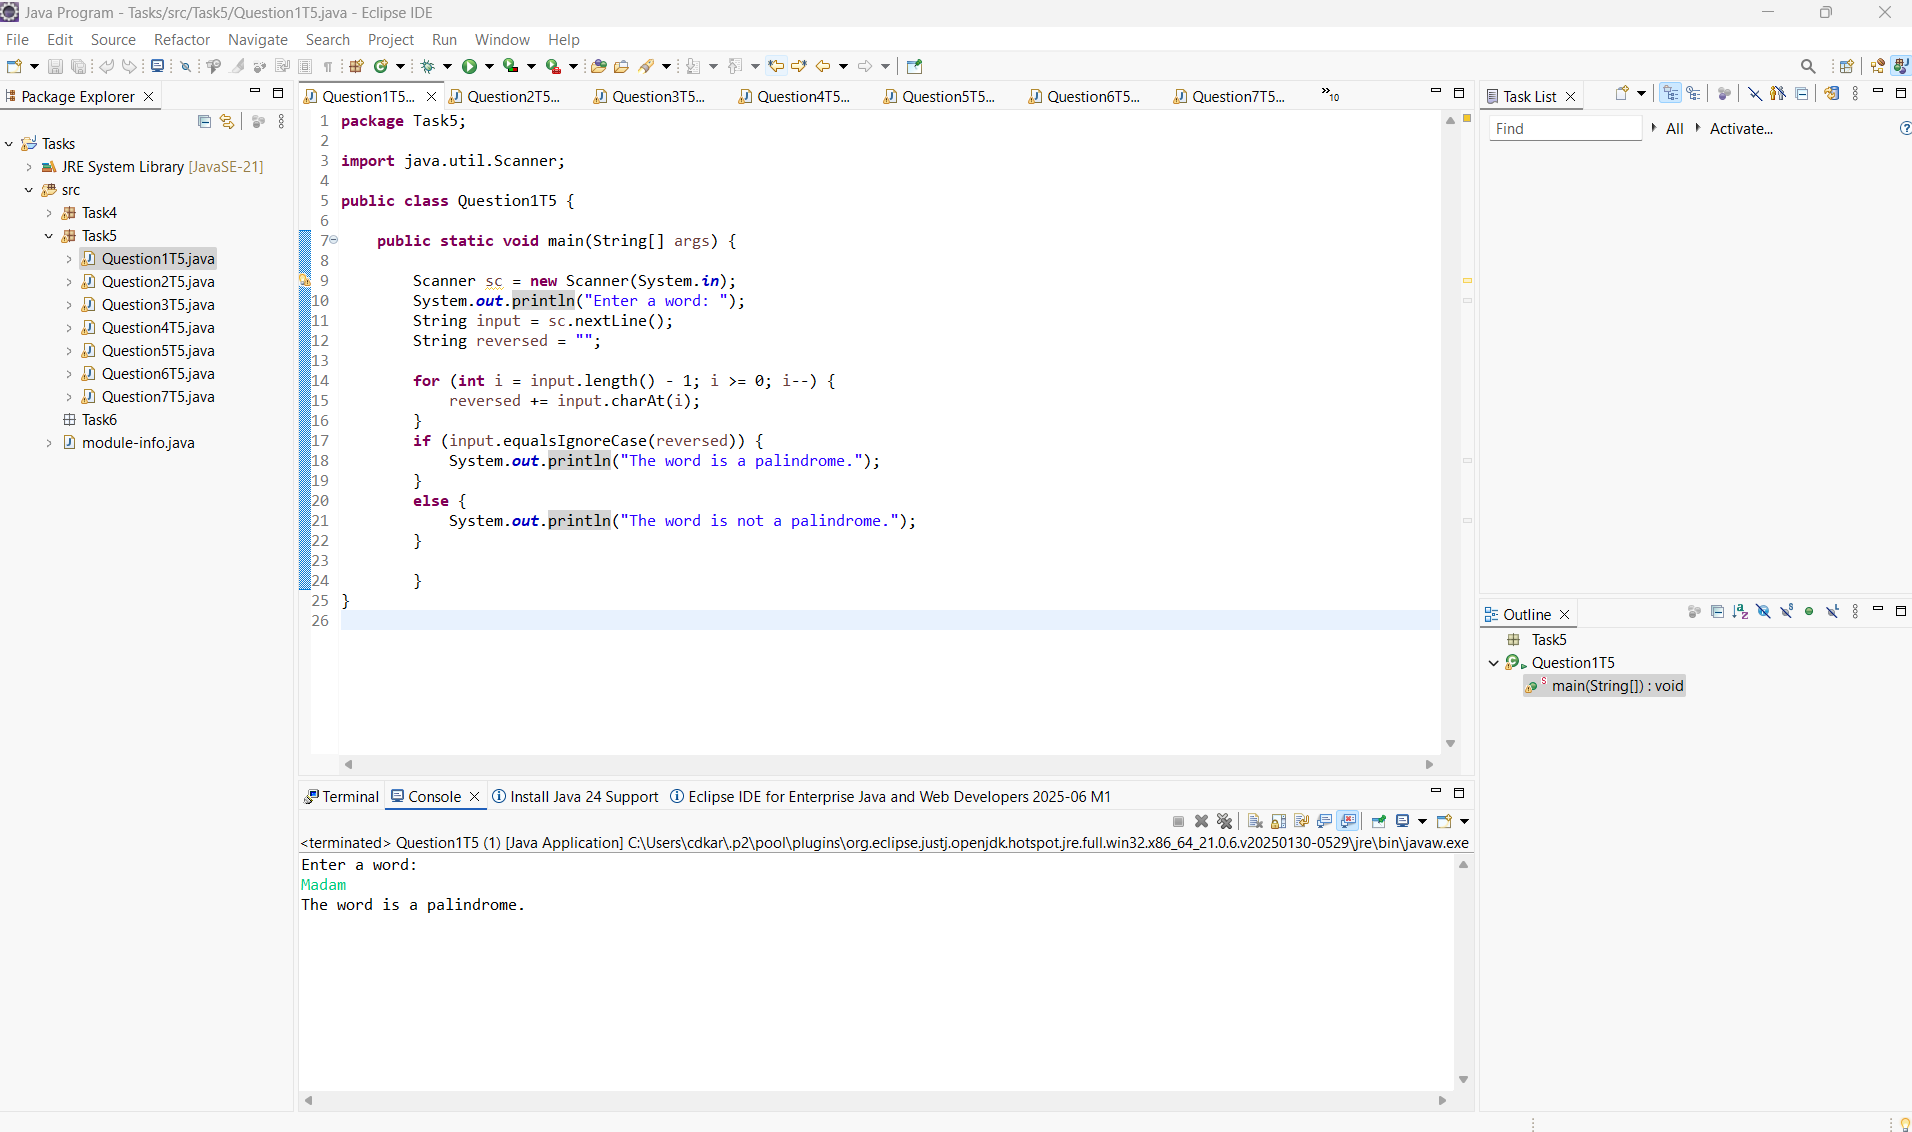 Java Program - Tasks/src/Task5/Question1T5.java - Eclipse IDE
File Edit Source Refactor Navigate Search Project Run Window Help
Package Explorer
Tasks
JRE System Library [JavaSE-21]
src
Task4
Task5
Question1T5.java
Question2T5.java
Question3T5.java
Question4T5.java
Question5T5.java
Question6T5.java
Question7T5.java
Task6
module-info.java
Question1T5... Question2T5... Question3T5... Question4T5... Question5T5... Question6T5... Question7T5... »10
1 package Task5;
2
3 import java.util.Scanner;
4
5 public class Question1T5 {
6
7 public static void main(String[] args) {
8
9 Scanner sc = new Scanner(System.in);
10 System.out.println("Enter a word: ");
11 String input = sc.nextLine();
12 String reversed = "";
13
14 for (int i = input.length() - 1; i >= 0; i--) {
15 reversed += input.charAt(i);
16 }
17 if (input.equalsIgnoreCase(reversed)) {
18 System.out.println("The word is a palindrome.");
19 }
20 else {
21 System.out.println("The word is not a palindrome.");
22 }
23
24 }
25 }
26
Terminal Console Install Java 24 Support Eclipse IDE for Enterprise Java and Web Developers 2025-06 M1
<terminated> Question1T5 (1) [Java Application] C:\Users\cdkar\.p2\pool\plugins\org.eclipse.justj.openjdk.hotspot.jre.full.win32.x86_64_21.0.6.v20250130-0529\jre\bin\javaw.exe
Enter a word:
Madam
The word is a palindrome.
Task List
Find All Activate...
Outline
Task5
Question1T5
main(String[]) : void